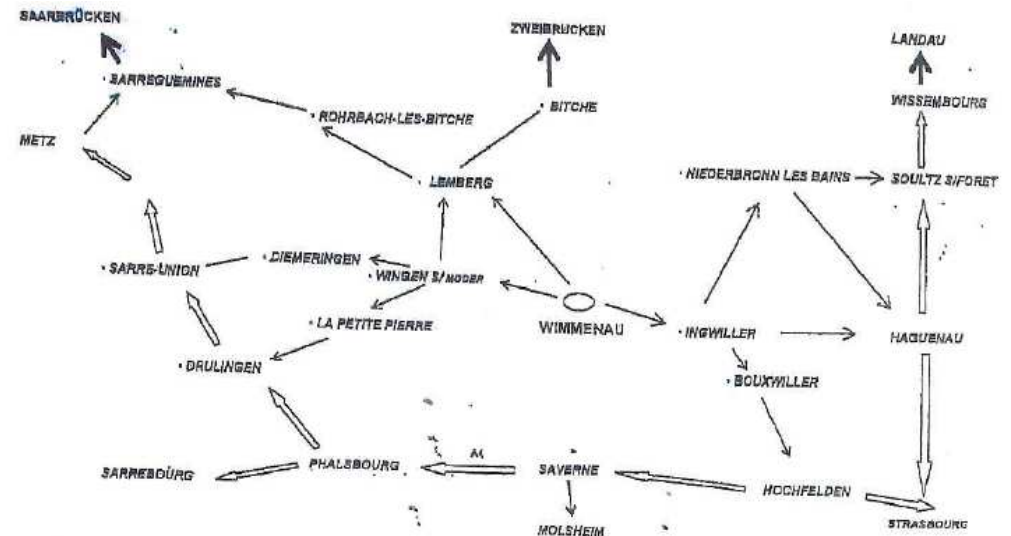 SAARBRÜCKEN
ZWEIBRUCKEN
LANDAU
SARREGUEMINES
WISSEMBOURG
BITCHE
ROHRBACH-LES-BITCHE
METZ
NIEDERBRONN LES BAINS
SOULTZ S/FORET
LEMBERG
DIEMERINGEN
SARRE-UNION
WINGEN S/MODER
LA PETITE PIERRE
WIMMENAU
INGWILLER
HAGUENAU
DRULINGEN
BOUXWILLER
A4
PHALSBOURG
SAVERNE
SARREBOURG
HOCHFELDEN
STRASBOURG
MOLSHEIM